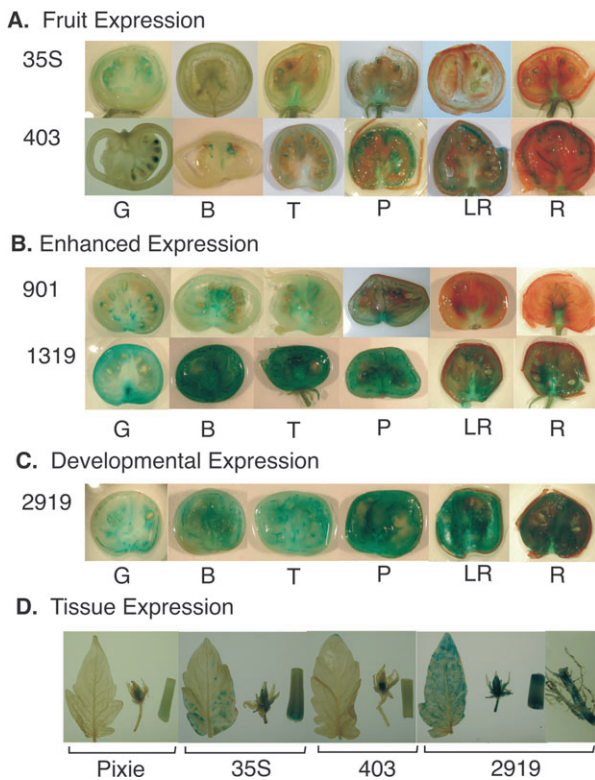 A. Fruit Expression
35S
403
G B T P LR R
B. Enhanced Expression
901
1319
G B T P LR R
C. Developmental Expression
2919
G B T P LR R
D. Tissue Expression
Pixie 35S 403 2919